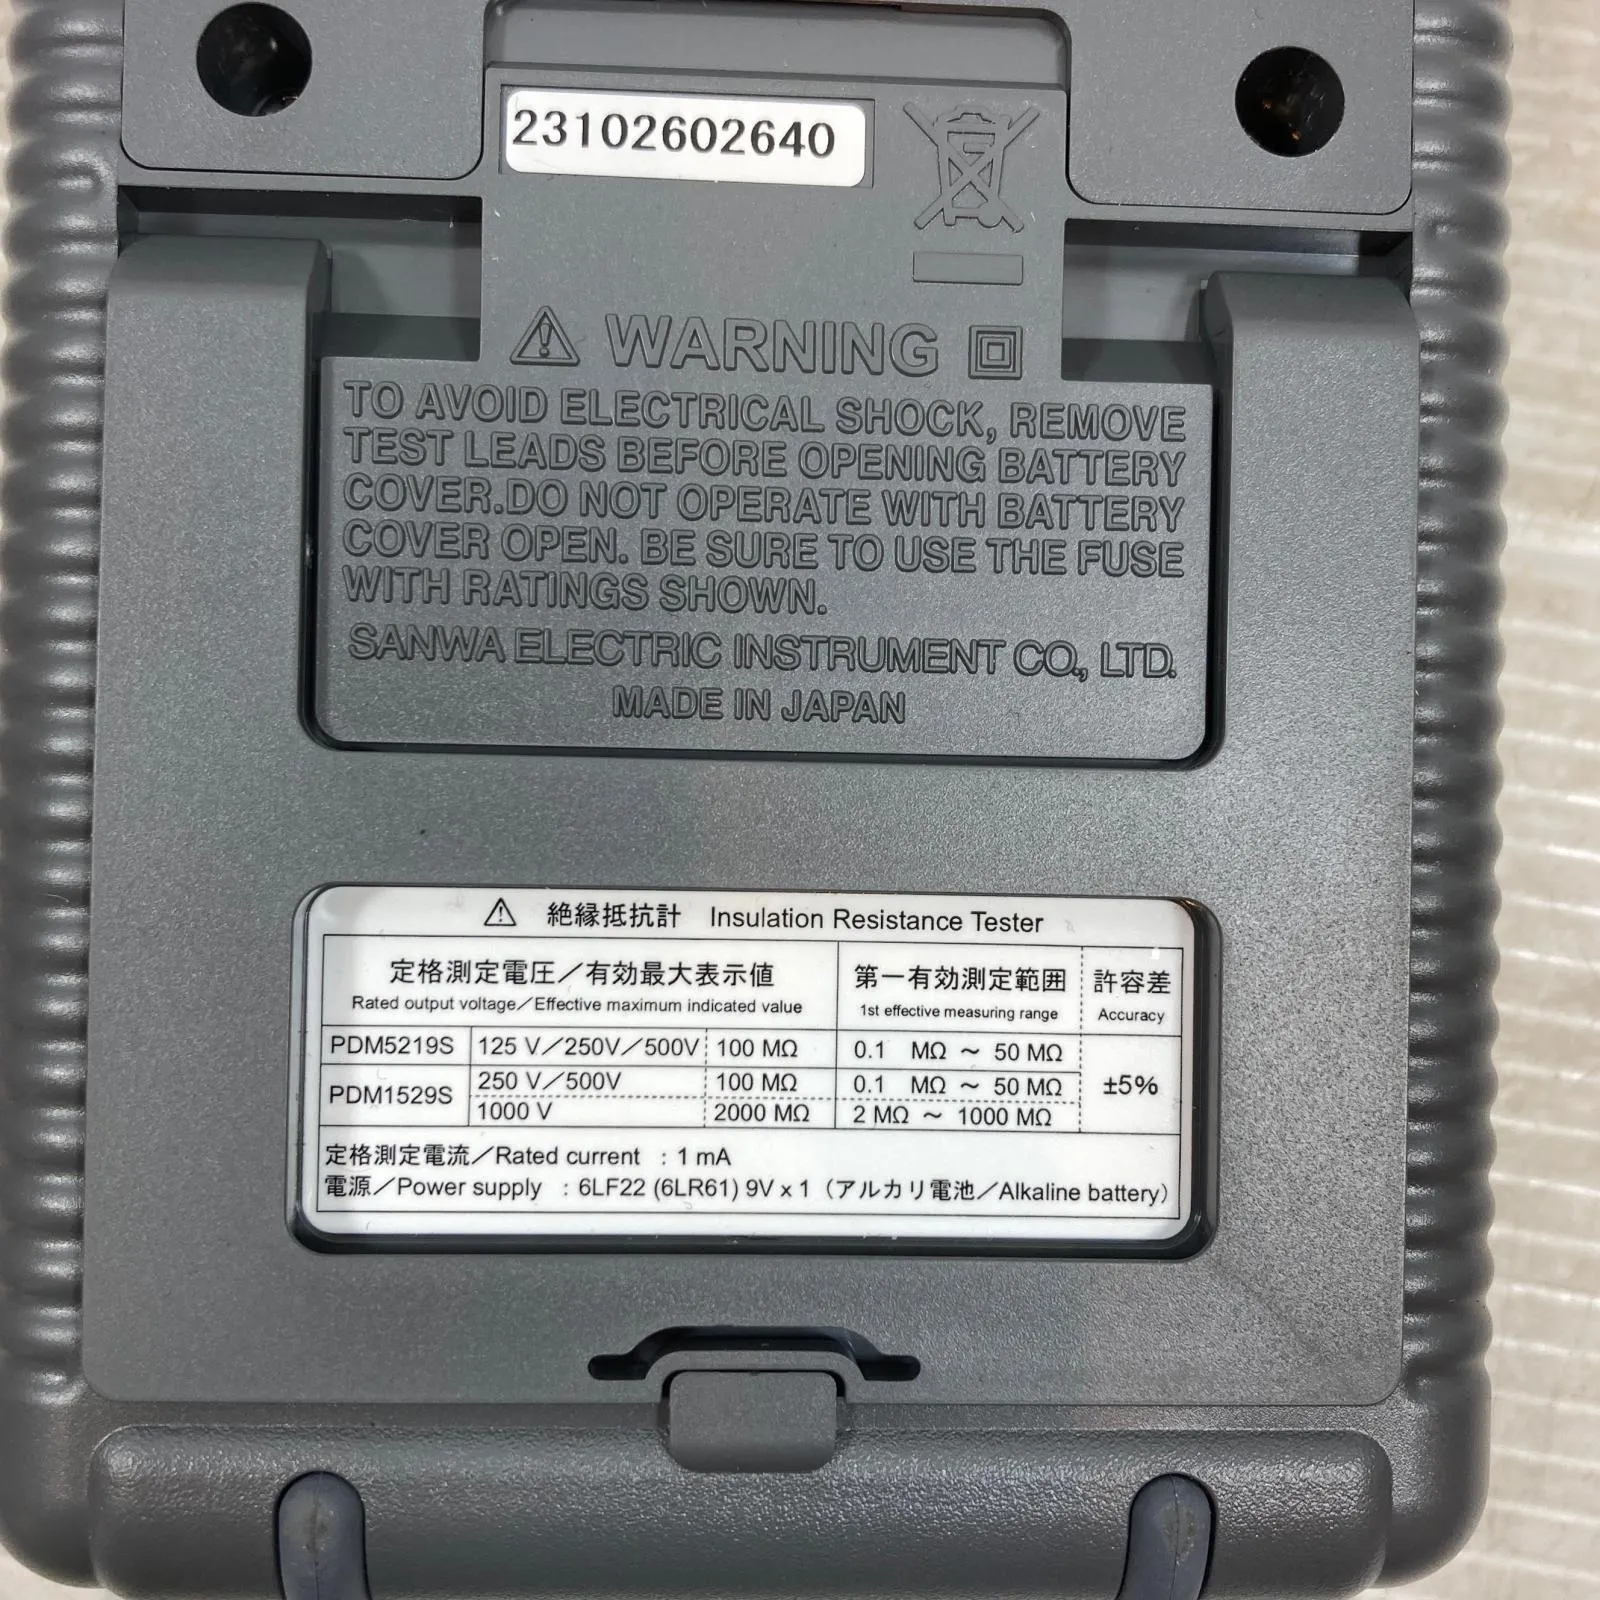 23102602640
WARNING
TO AVOID ELECTRICAL SHOCK, REMOVE
TEST LEADS BEFORE OPENING BATTERY
COVER.DO NOT OPERATE WITH BATTERY
COVER OPEN. BE SURE TO USE THE FUSE
WITH RATINGS SHOWN.
SANWA ELECTRIC INSTRUMENT CO., LTD.
MADE IN JAPAN
絶縁抵抗計 Insulation Resistance Tester
定格測定電圧／有効最大表示値 第一有効測定範囲 許容差
Rated output voltage／Effective maximum indicated value 1st effective measuring range Accuracy
PDM5219S 125 V／250V／500V 100 MΩ 0.1 MΩ ～ 50 MΩ
PDM1529S 250 V／500V 100 MΩ 0.1 MΩ ～ 50 MΩ ±5%
1000 V 2000 MΩ 2 MΩ ～ 1000 MΩ
定格測定電流／Rated current : 1 mA
電源／Power supply : 6LF22 (6LR61) 9V x 1（アルカリ電池／Alkaline battery）